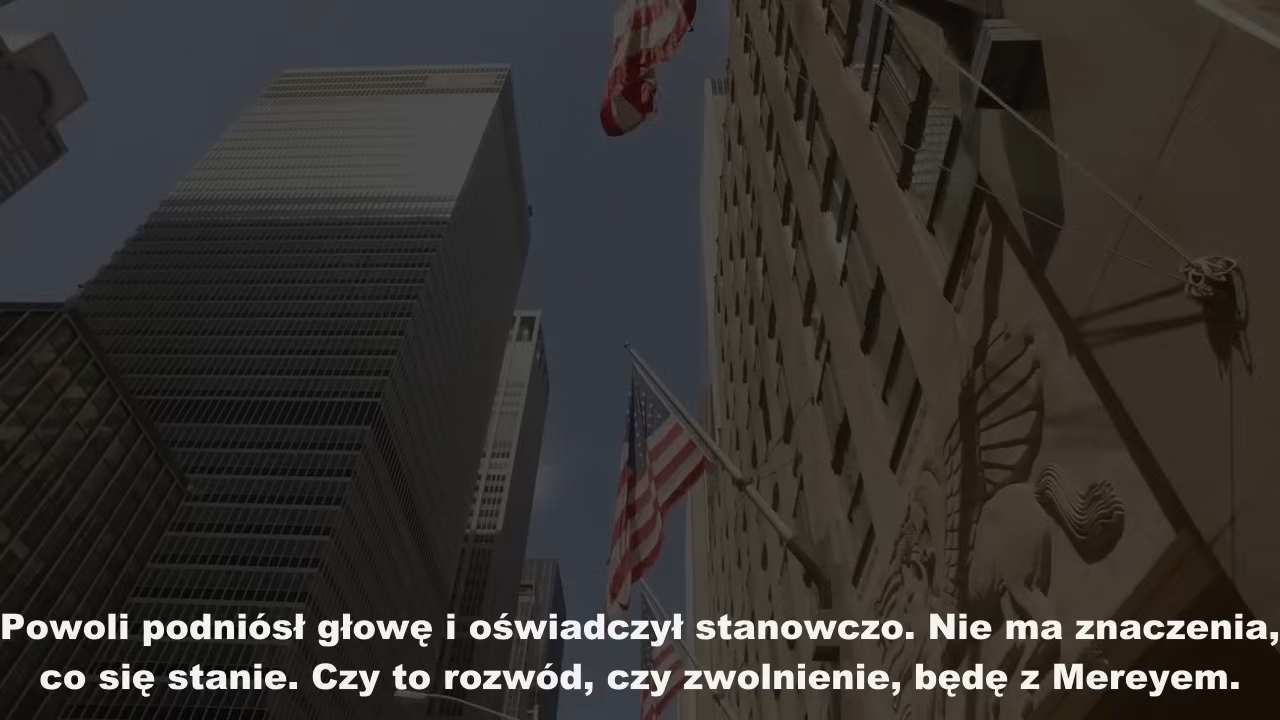 Powoli podniósł głowę i oświadczył stanowczo. Nie ma znaczenia,
co się stanie. Czy to rozwód, czy zwolnienie, będę z Mereyem.